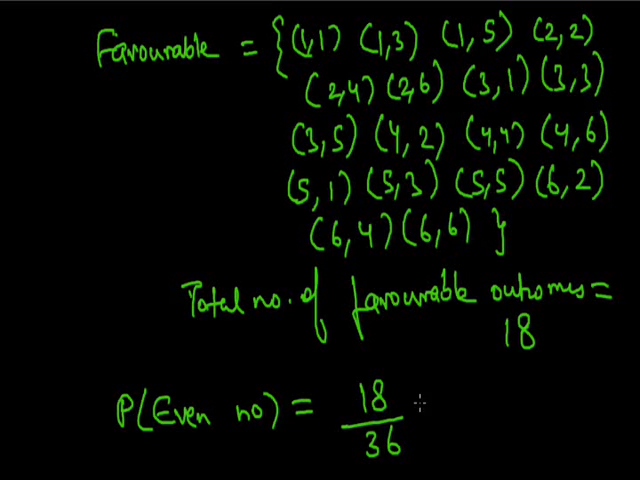 Favourable = {(1,1) (1,3) (1,5) (2,2)
(2,4) (2,6) (3,1) (3,3)
(3,5) (4,2) (4,4) (4,6)
(5,1) (5,3) (5,5) (6,2)
(6,4) (6,6) }
Total no. of favourable outcomes =
18
P(Even no) = 18/36